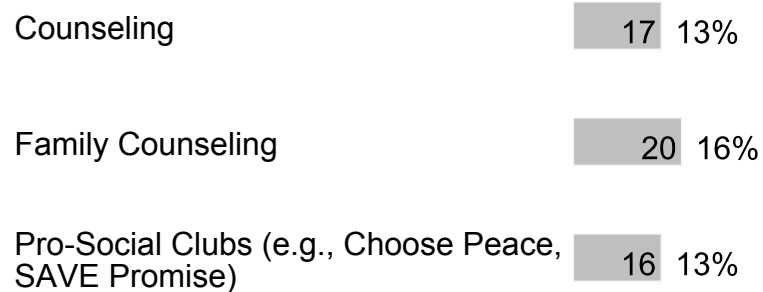 Counseling 17 13%
Family Counseling 20 16%
Pro-Social Clubs (e.g., Choose Peace,
SAVE Promise) 16 13%